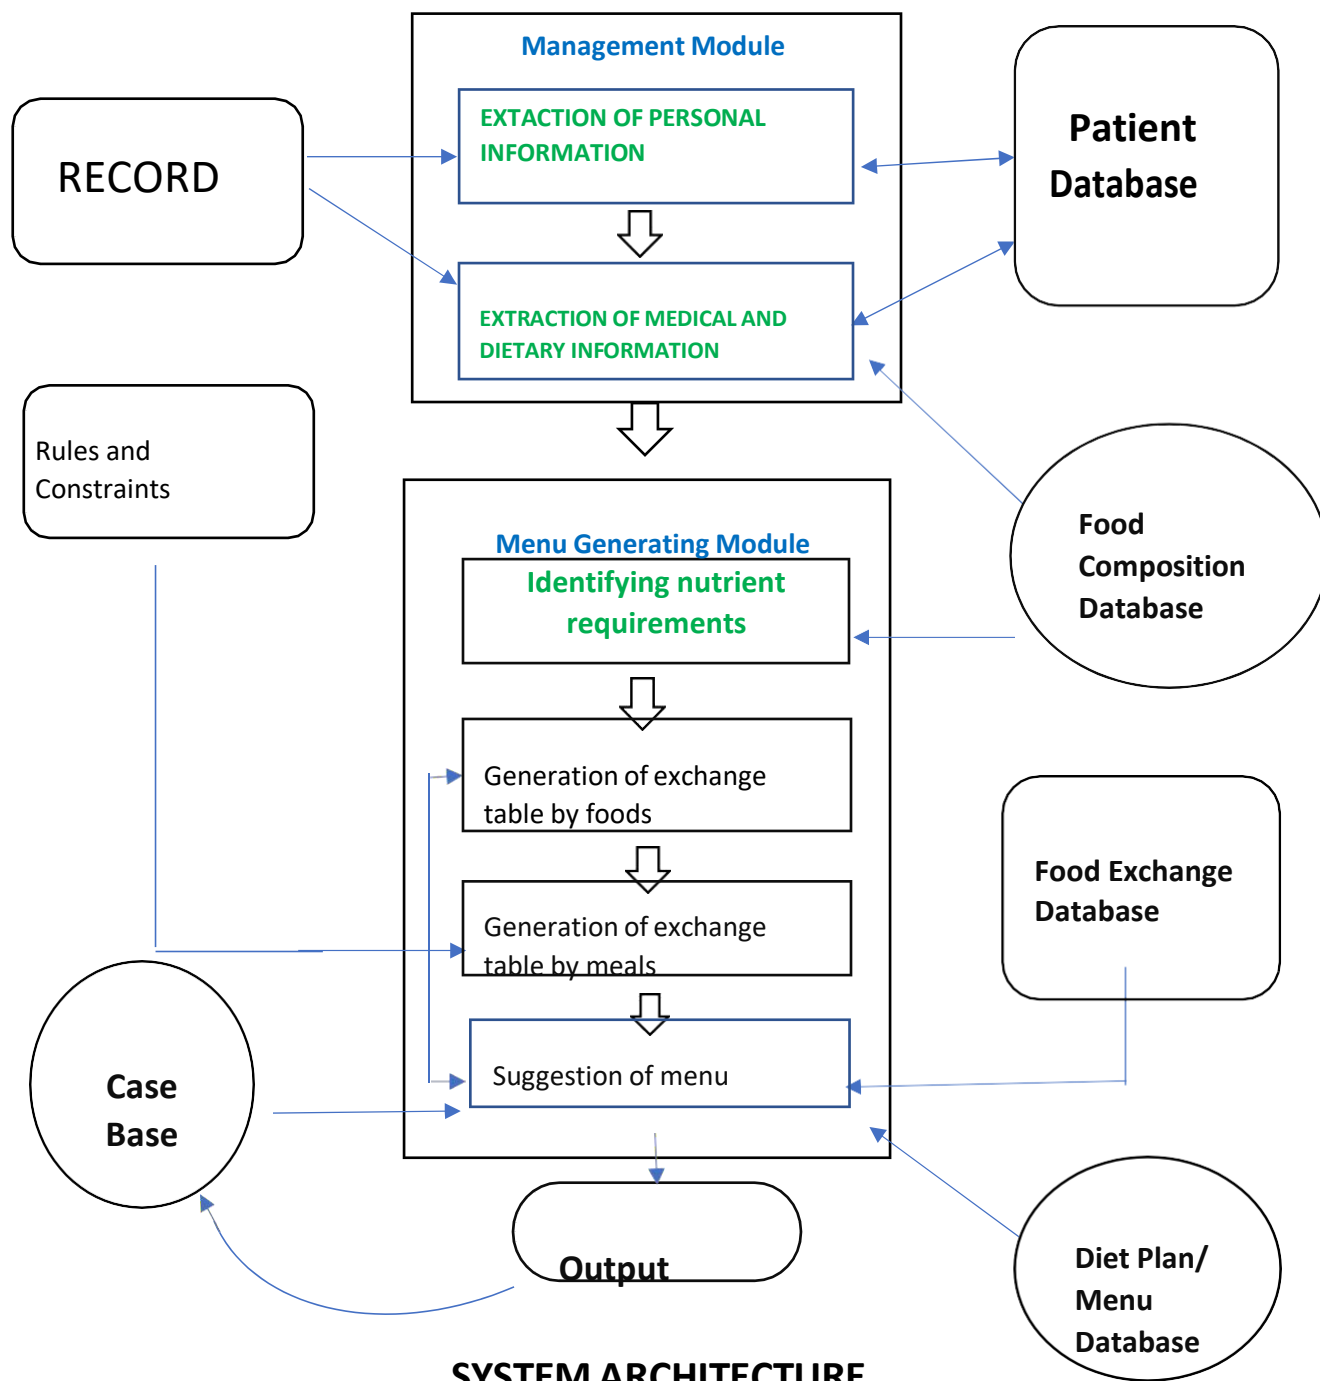 Management Module
EXTACTION OF PERSONAL
INFORMATION
Patient
Database
RECORD
EXTRACTION OF MEDICAL AND
DIETARY INFORMATION
Rules and
Constraints
Menu Generating Module
Identifying nutrient
requirements
Food
Composition
Database
Generation of exchange
table by foods
Food Exchange
Database
Generation of exchange
table by meals
Case
Base
Suggestion of menu
Output
Diet Plan/
Menu
Database
SYSTEM ARCHITECTURE